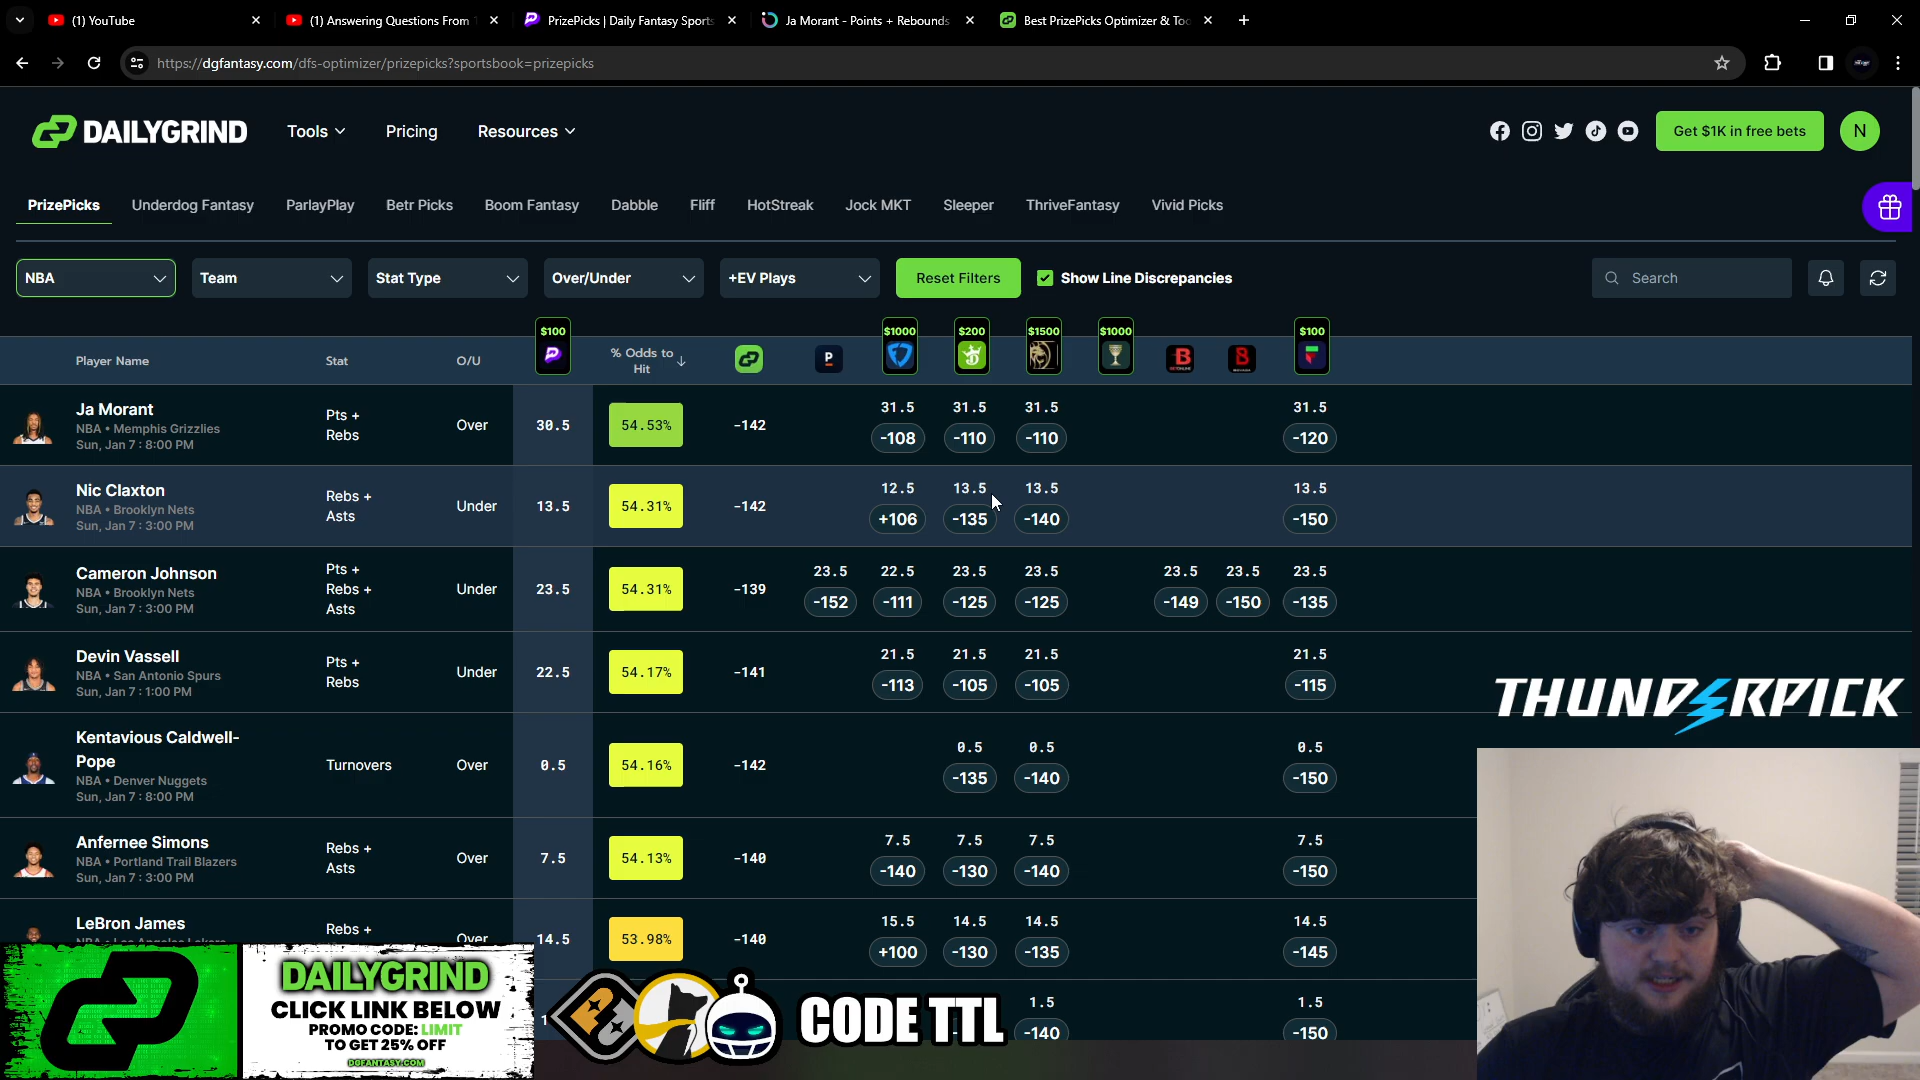 (1) YouTube
(1) Answering Questions From
PrizePicks | Daily Fantasy Sports
Ja Morant - Points + Rebounds
Best PrizePicks Optimizer & Too
https://dgfantasy.com/dfs-optimizer/prizepicks?sportsbook=prizepicks
DAILYGRIND
Tools
Pricing
Resources
Get $1K in free bets
N
PrizePicks
Underdog Fantasy
ParlayPlay
Betr Picks
Boom Fantasy
Dabble
Fliff
HotStreak
Jock MKT
Sleeper
ThriveFantasy
Vivid Picks
NBA
Team
Stat Type
Over/Under
+EV Plays
Reset Filters
Show Line Discrepancies
Search
$100
$1000
$200
$1500
$1000
$100
Player Name
Stat
O/U
% Odds to
Hit
Ja Morant
NBA • Memphis Grizzlies
Sun, Jan 7 : 8:00 PM
Pts +
Rebs
Over
30.5
54.53%
-142
31.5 31.5 31.5 31.5
-108 -110 -110 -120
Nic Claxton
NBA • Brooklyn Nets
Sun, Jan 7 : 3:00 PM
Rebs +
Asts
Under
13.5
54.31%
-142
12.5 13.5 13.5 13.5
+106 -135 -140 -150
Cameron Johnson
NBA • Brooklyn Nets
Sun, Jan 7 : 3:00 PM
Pts +
Rebs +
Asts
Under
23.5
54.31%
-139
23.5 22.5 23.5 23.5 23.5 23.5 23.5
-152 -111 -125 -125 -149 -150 -135
Devin Vassell
NBA • San Antonio Spurs
Sun, Jan 7 : 1:00 PM
Pts +
Rebs
Under
22.5
54.17%
-141
21.5 21.5 21.5 21.5
-113 -105 -105 -115
Kentavious Caldwell-
Pope
NBA • Denver Nuggets
Sun, Jan 7 : 8:00 PM
Turnovers
Over
0.5
54.16%
-142
0.5 0.5 0.5
-135 -140 -150
Anfernee Simons
NBA • Portland Trail Blazers
Sun, Jan 7 : 3:00 PM
Rebs +
Asts
Over
7.5
54.13%
-140
7.5 7.5 7.5 7.5
-140 -130 -140 -150
LeBron James
Rebs +
Over
14.5
53.98%
-140
15.5 14.5 14.5 14.5
+100 -130 -135 -145
1.5 1.5
-140 -150
THUNDERPICK
DAILYGRIND
CLICK LINK BELOW
PROMO CODE: LIMIT
TO GET 25% OFF
DGFANTASY.COM
CODE TTL